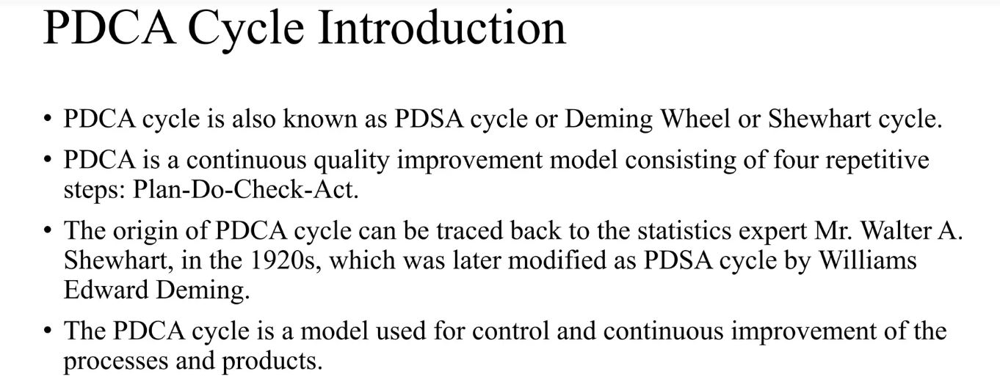 PDCA Cycle Introduction
• PDCA cycle is also known as PDSA cycle or Deming Wheel or Shewhart cycle.
• PDCA is a continuous quality improvement model consisting of four repetitive
steps: Plan-Do-Check-Act.
• The origin of PDCA cycle can be traced back to the statistics expert Mr. Walter A.
Shewhart, in the 1920s, which was later modified as PDSA cycle by Williams
Edward Deming.
• The PDCA cycle is a model used for control and continuous improvement of the
processes and products.